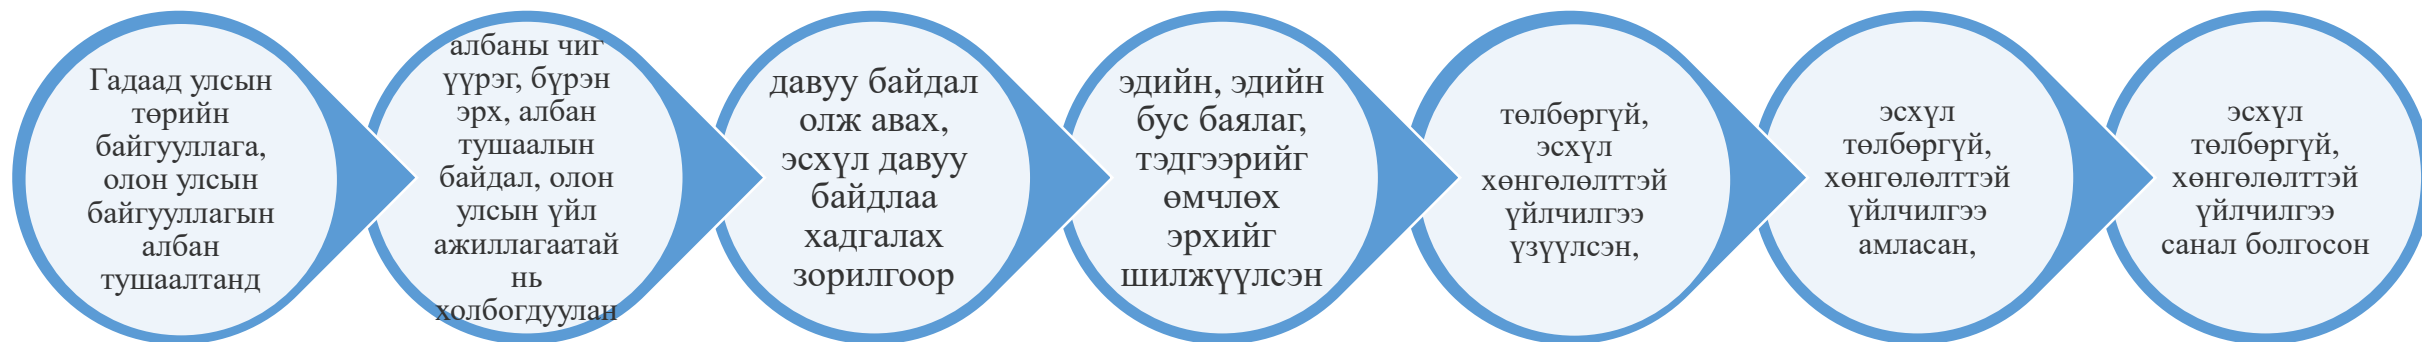 Гадаад улсын
төрийн
байгууллага,
олон улсын
байгууллагын
албан
тушаалтанд
албаны чиг
үүрэг, бүрэн
эрх, албан
тушаалын
байдал, олон
улсын үйл
ажиллагаатай
нь
холбогдуулан
давуу байдал
олж авах,
эсхүл давуу
байдлаа
хадгалах
зорилгоор
эдийн, эдийн
бус баялаг,
тэдгээрийг
өмчлөх
эрхийг
шилжүүлсэн
төлбөргүй,
эсхүл
хөнгөлөлттэй
үйлчилгээ
үзүүлсэн,
эсхүл
төлбөргүй,
хөнгөлөлттэй
үйлчилгээ
амласан,
эсхүл
төлбөргүй,
хөнгөлөлттэй
үйлчилгээ
санал болгосон